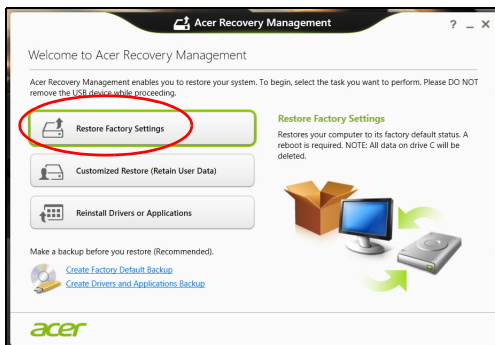 Acer Recovery Management
? _ X
Welcome to Acer Recovery Management
Acer Recovery Management enables you to restore your system. To begin, select the task you want to perform. Please DO NOT
remove the USB device while proceeding.
Restore Factory Settings
Customized Restore (Retain User Data)
Reinstall Drivers or Applications
Restore Factory Settings
Restores your computer to its factory default status. A
reboot is required. NOTE: All data on drive C will be
deleted.
Make a backup before you restore (Recommended).
Create Factory Default Backup
Create Drivers and Applications Backup
acer